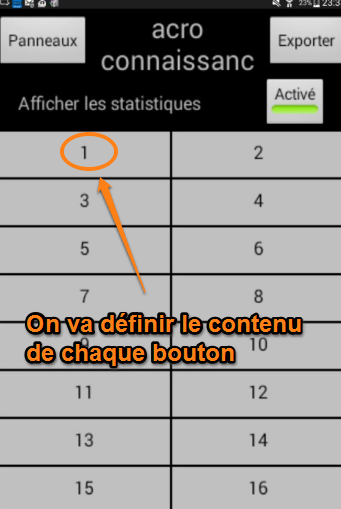 23% 23:3
Panneaux
acro
connaissanc
Exporter
Afficher les statistiques
Activé
1 2
3 4
5 6
7 8
On va définir le contenu
de chaque bouton
10
11 12
13 14
15 16